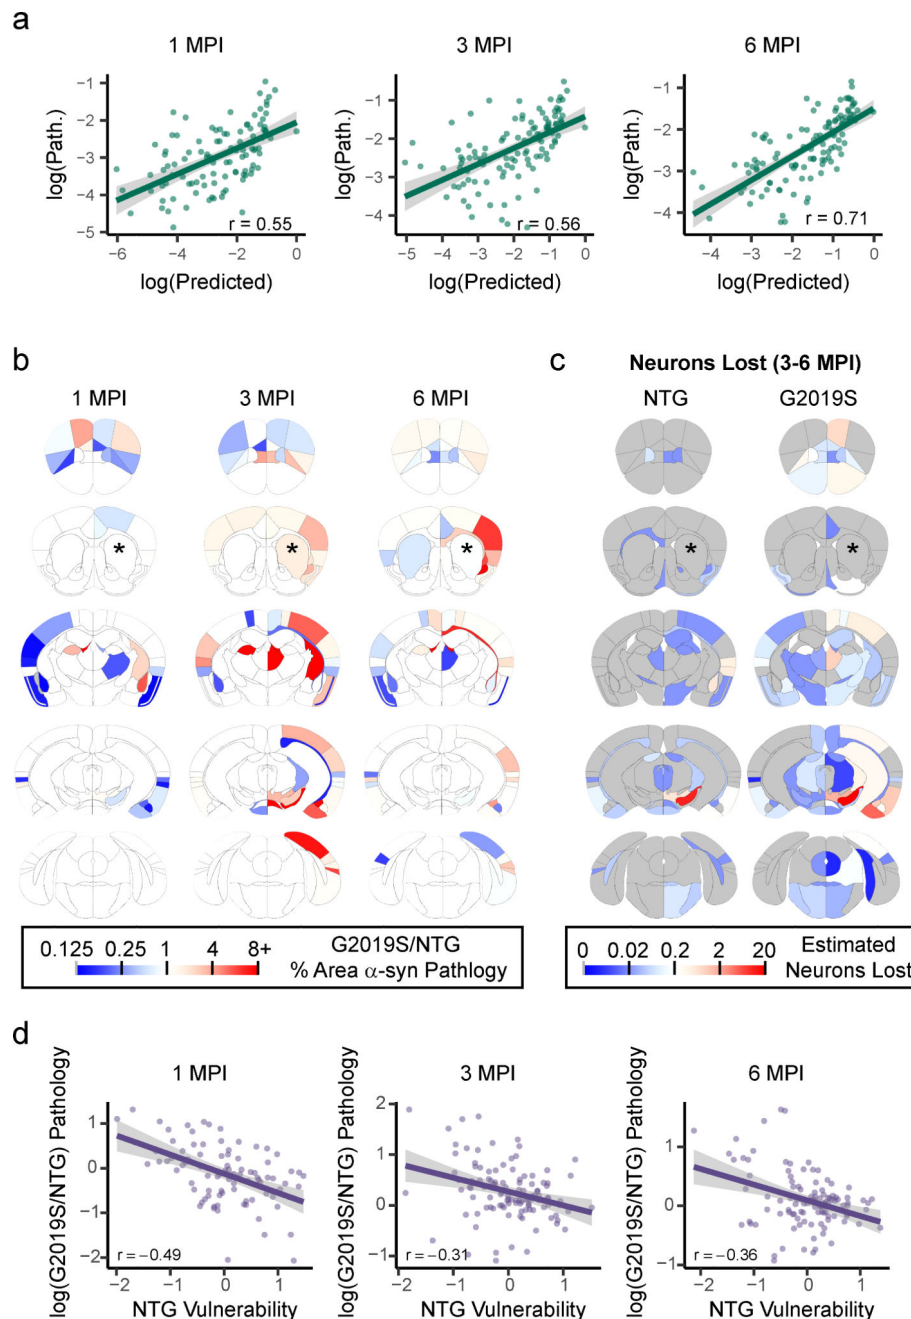 a
1 MPI
3 MPI
6 MPI
log(Path.)
−1
−2
−3
−4
−5
r = 0.55
−6
−4
−2
0
log(Predicted)
log(Path.)
−1
−2
−3
−4
r = 0.56
−5
−4
−3
−2
−1
0
log(Predicted)
log(Path.)
−1
−2
−3
−4
r = 0.71
−4
−3
−2
−1
0
log(Predicted)
b
1 MPI
3 MPI
6 MPI
*
*
*
0.125 0.25 1 4 8+
G2019S/NTG
% Area α-syn Pathlogy
c
Neurons Lost (3-6 MPI)
NTG
G2019S
*
*
0 0.02 0.2 2 20
Estimated
Neurons Lost
d
1 MPI
3 MPI
6 MPI
log(G2019S/NTG) Pathology
1
0
−1
−2
r = −0.49
−2
−1
0
1
NTG Vulnerability
log(G2019S/NTG) Pathology
2
1
0
−1
r = −0.31
−2
−1
0
1
NTG Vulnerability
log(G2019S/NTG) Pathology
1
0
−1
r = −0.36
−2
−1
0
1
NTG Vulnerability